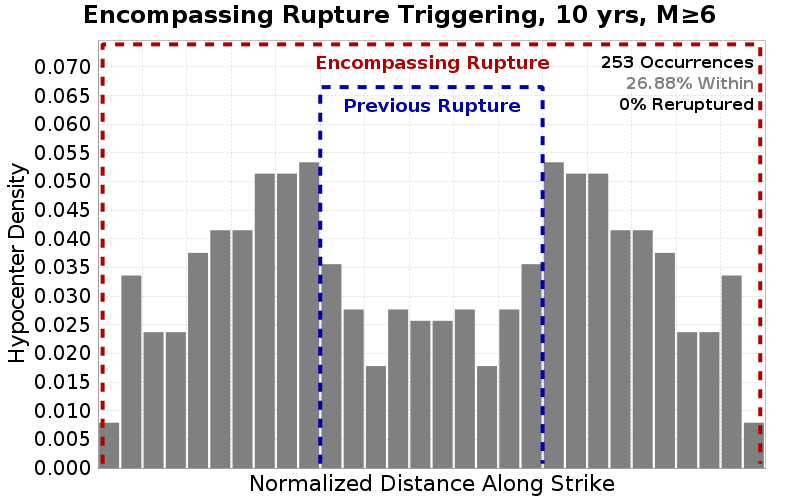 Encompassing Rupture Triggering, 10 yrs, M≥6
Encompassing Rupture
253 Occurrences
26.88% Within
Previous Rupture
0% Reruptured
0.070
0.065
0.060
0.055
0.050
0.045
0.040
0.035
0.030
0.025
0.020
0.015
0.010
0.005
0.000
Hypocenter Density
Normalized Distance Along Strike